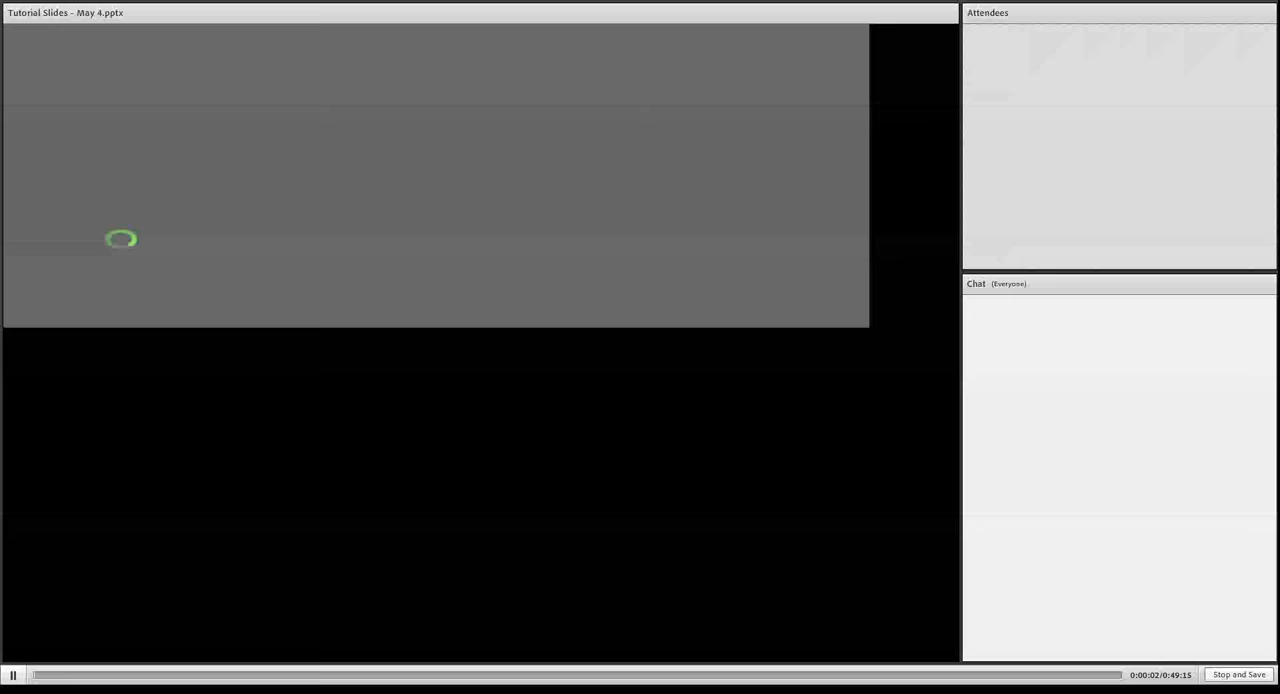 Tutorial Slides - May 4.pptx
Attendees
Chat (Everyone)
0:00:02/0:49:15
Stop and Save